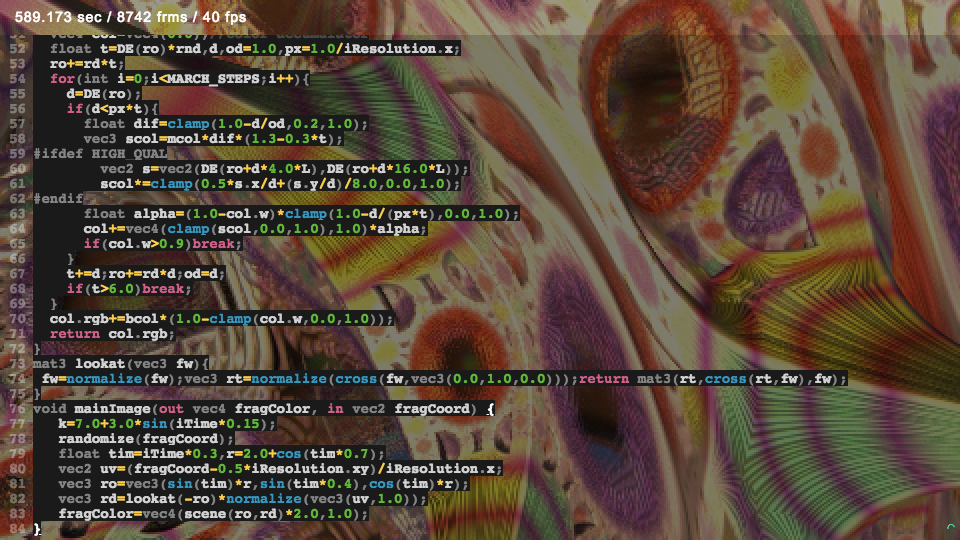 589.173 sec / 8742 frms / 40 fps
52 float t=DE(ro)*rnd,d,od=1.0,px=1.0/iResolution.x;
53 ro+=rd*t;
54 for(int i=0;i<MARCH_STEPS;i++){
55 d=DE(ro);
56 if(d<px*t){
57 float dif=clamp(1.0-d/od,0.2,1.0);
58 vec3 scol=mcol*dif*(1.3-0.3*t);
59 #ifdef HIGH_QUAL
60 vec2 s=vec2(DE(ro+d*4.0*L),DE(ro+d*16.0*L));
61 scol*=clamp(0.5*s.x/d+(s.y/d)/8.0,0.0,1.0);
62 #endif
63 float alpha=(1.0-col.w)*clamp(1.0-d/(px*t),0.0,1.0);
64 col+=vec4(clamp(scol,0.0,1.0),1.0)*alpha;
65 if(col.w>0.9)break;
66 }
67 t+=d;ro+=rd*d;od=d;
68 if(t>6.0)break;
69 }
70 col.rgb+=bcol*(1.0-clamp(col.w,0.0,1.0));
71 return col.rgb;
72 }
73 mat3 lookat(vec3 fw){
74 fw=normalize(fw);vec3 rt=normalize(cross(fw,vec3(0.0,1.0,0.0)));return mat3(rt,cross(rt,fw),fw);
75 }
76 void mainImage(out vec4 fragColor, in vec2 fragCoord) {
77 k=7.0+3.0*sin(iTime*0.15);
78 randomize(fragCoord);
79 float tim=iTime*0.3,r=2.0+cos(tim*0.7);
80 vec2 uv=(fragCoord-0.5*iResolution.xy)/iResolution.x;
81 vec3 ro=vec3(sin(tim)*r,sin(tim*0.4),cos(tim)*r);
82 vec3 rd=lookat(-ro)*normalize(vec3(uv,1.0));
83 fragColor=vec4(scene(ro,rd)*2.0,1.0);
84 }